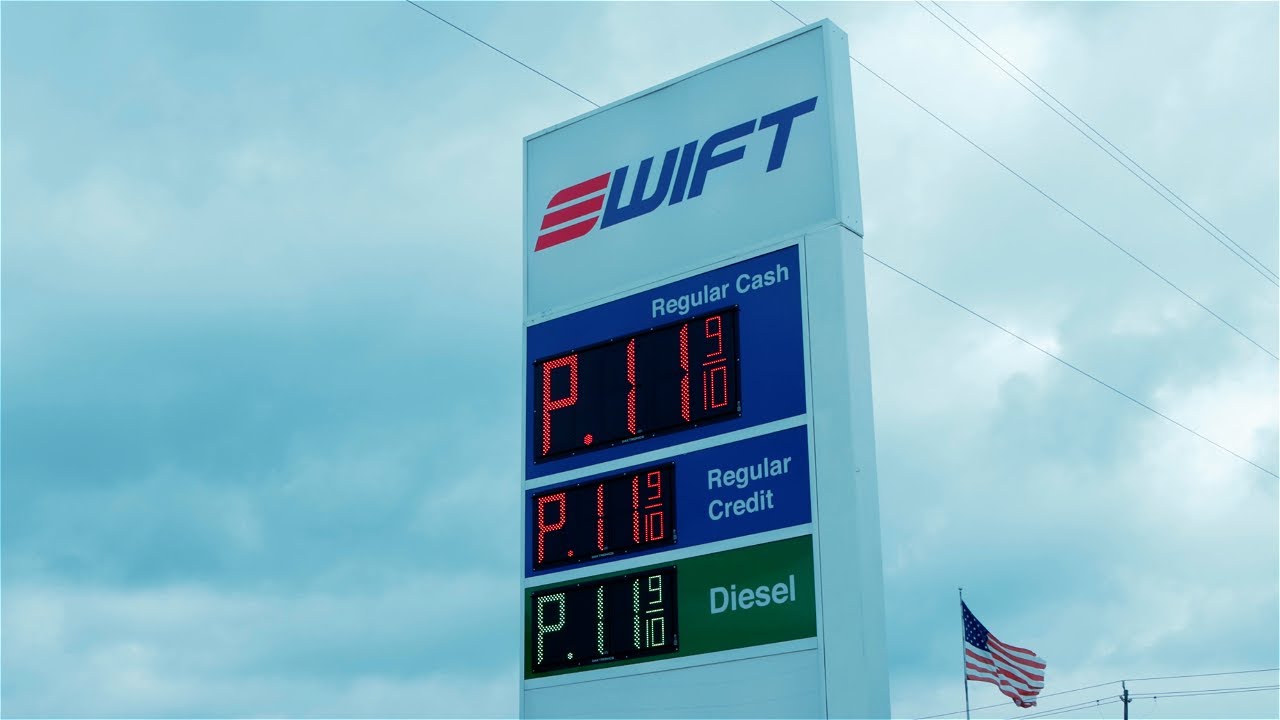 SWIFT
Regular Cash
P.11 9/10
P.11 9/10
Regular
Credit
P.11 9/10
Diesel